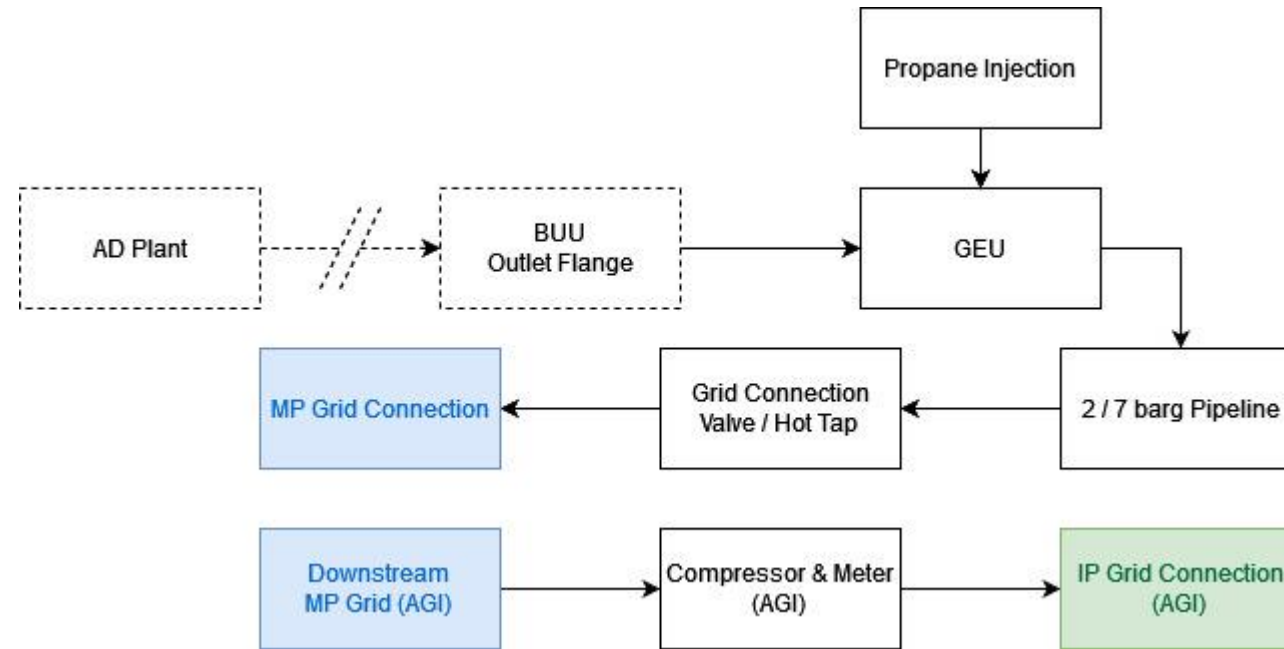 Propane Injection
AD Plant
BUU
Outlet Flange
GEU
MP Grid Connection
Grid Connection
Valve / Hot Tap
2 / 7 barg Pipeline
Downstream
MP Grid (AGI)
Compressor & Meter
(AGI)
IP Grid Connection
(AGI)